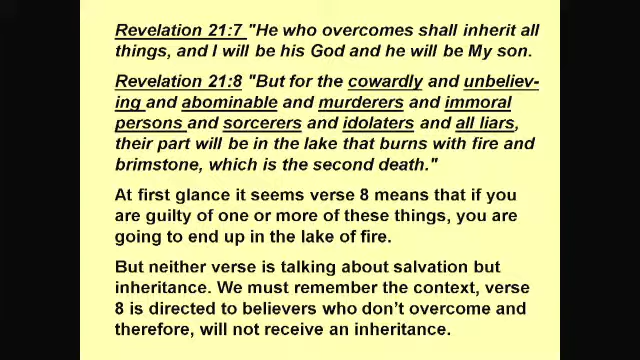 Revelation 21:7 "He who overcomes shall inherit all
things, and I will be his God and he will be My son.
Revelation 21:8 "But for the cowardly and unbeliev-
ing and abominable and murderers and immoral
persons and sorcerers and idolaters and all liars,
their part will be in the lake that burns with fire and
brimstone, which is the second death."
At first glance it seems verse 8 means that if you
are guilty of one or more of these things, you are
going to end up in the lake of fire.
But neither verse is talking about salvation but
inheritance. We must remember the context, verse
8 is directed to believers who don't overcome and
therefore, will not receive an inheritance.